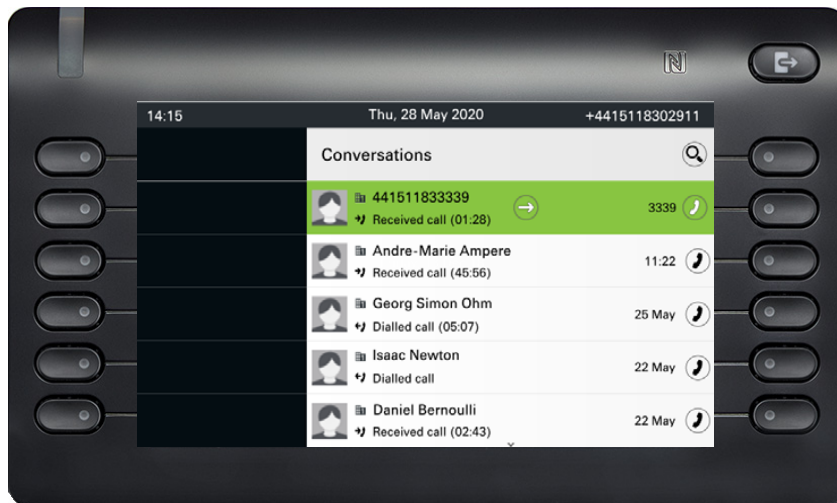 14:15 Thu, 28 May 2020 +4415118302911
Conversations
441511833339 3339
Received call (01:28)
Andre-Marie Ampere 11:22
Received call (45:56)
Georg Simon Ohm 25 May
Dialled call (05:07)
Isaac Newton 22 May
Dialled call
Daniel Bernoulli 22 May
Received call (02:43)